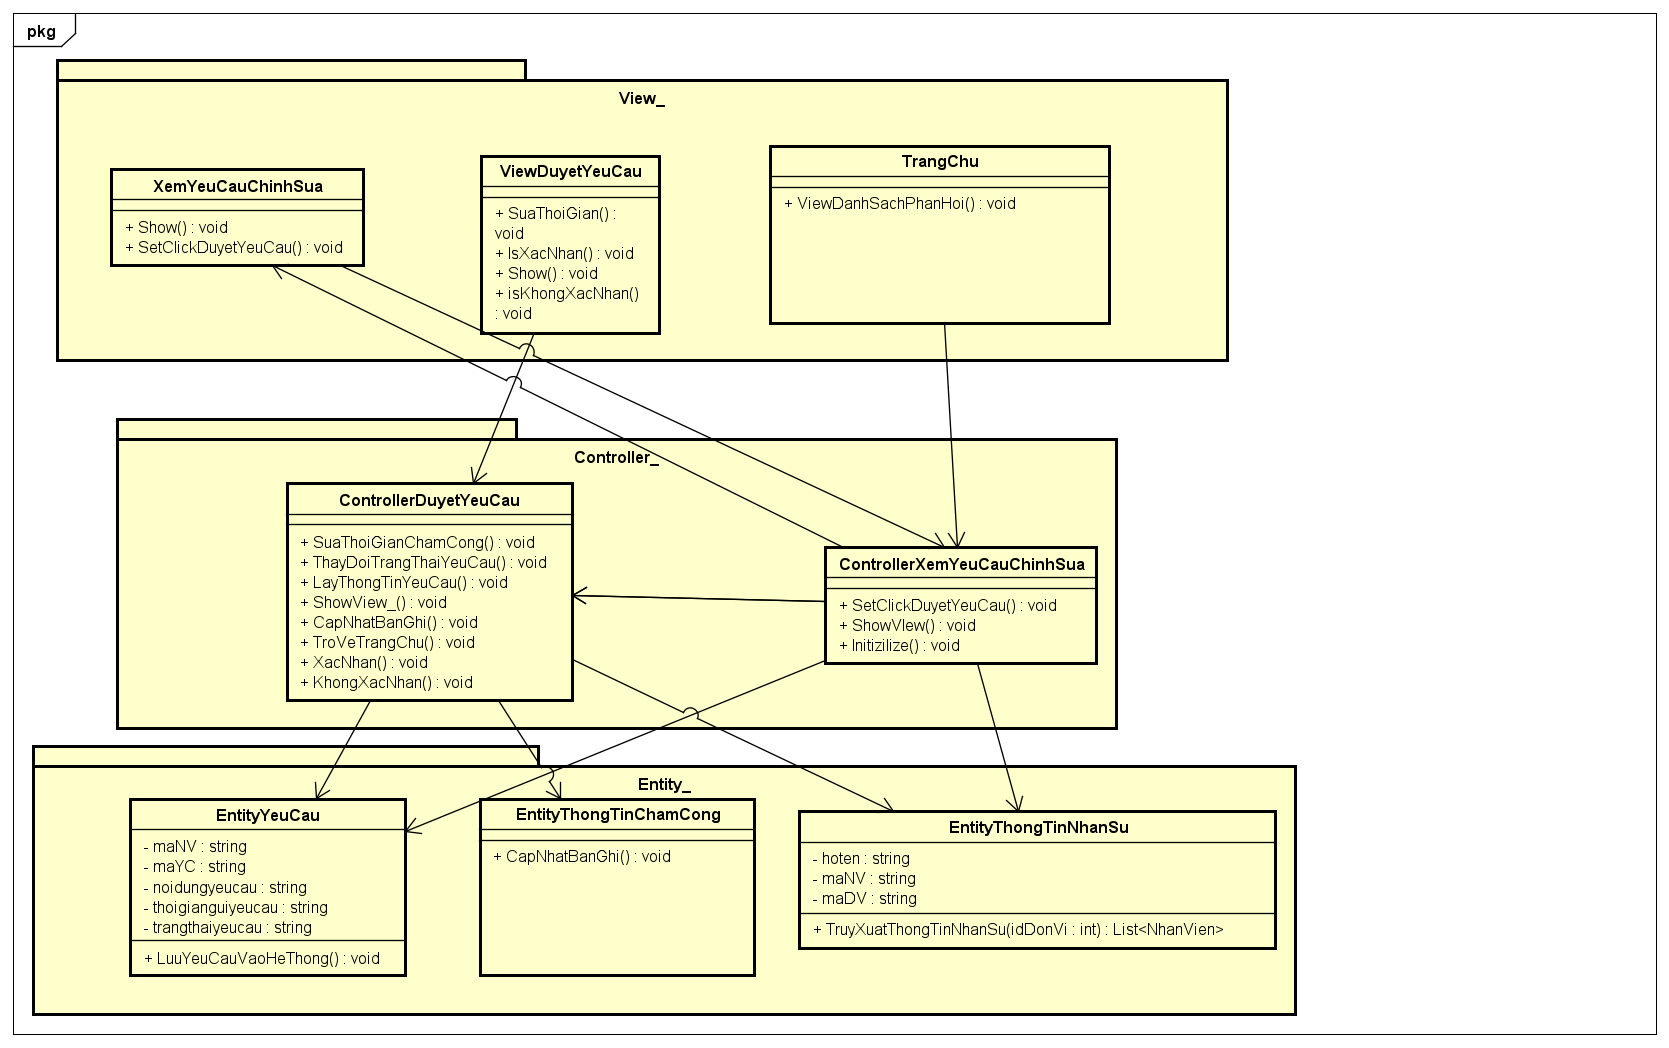 pkg
View_
XemYeuCauChinhSua
+ Show() : void
+ SetClickDuyetYeuCau() : void
ViewDuyetYeuCau
+ SuaThoiGian() :
void
+ IsXacNhan() : void
+ Show() : void
+ isKhongXacNhan()
: void
TrangChu
+ ViewDanhSachPhanHoi() : void
Controller_
ControllerDuyetYeuCau
+ SuaThoiGianChamCong() : void
+ ThayDoiTrangThaiYeuCau() : void
+ LayThongTinYeuCau() : void
+ ShowView_() : void
+ CapNhatBanGhi() : void
+ TroVeTrangChu() : void
+ XacNhan() : void
+ KhongXacNhan() : void
ControllerXemYeuCauChinhSua
+ SetClickDuyetYeuCau() : void
+ ShowVIew() : void
+ Initizilize() : void
Entity_
EntityYeuCau
- maNV : string
- maYC : string
- noidungyeucau : string
- thoigianguiyeucau : string
- trangthaiyeucau : string
+ LuuYeuCauVaoHeThong() : void
EntityThongTinChamCong
+ CapNhatBanGhi() : void
EntityThongTinNhanSu
- hoten : string
- maNV : string
- maDV : string
+ TruyXuatThongTinNhanSu(idDonVi : int) : List<NhanVien>